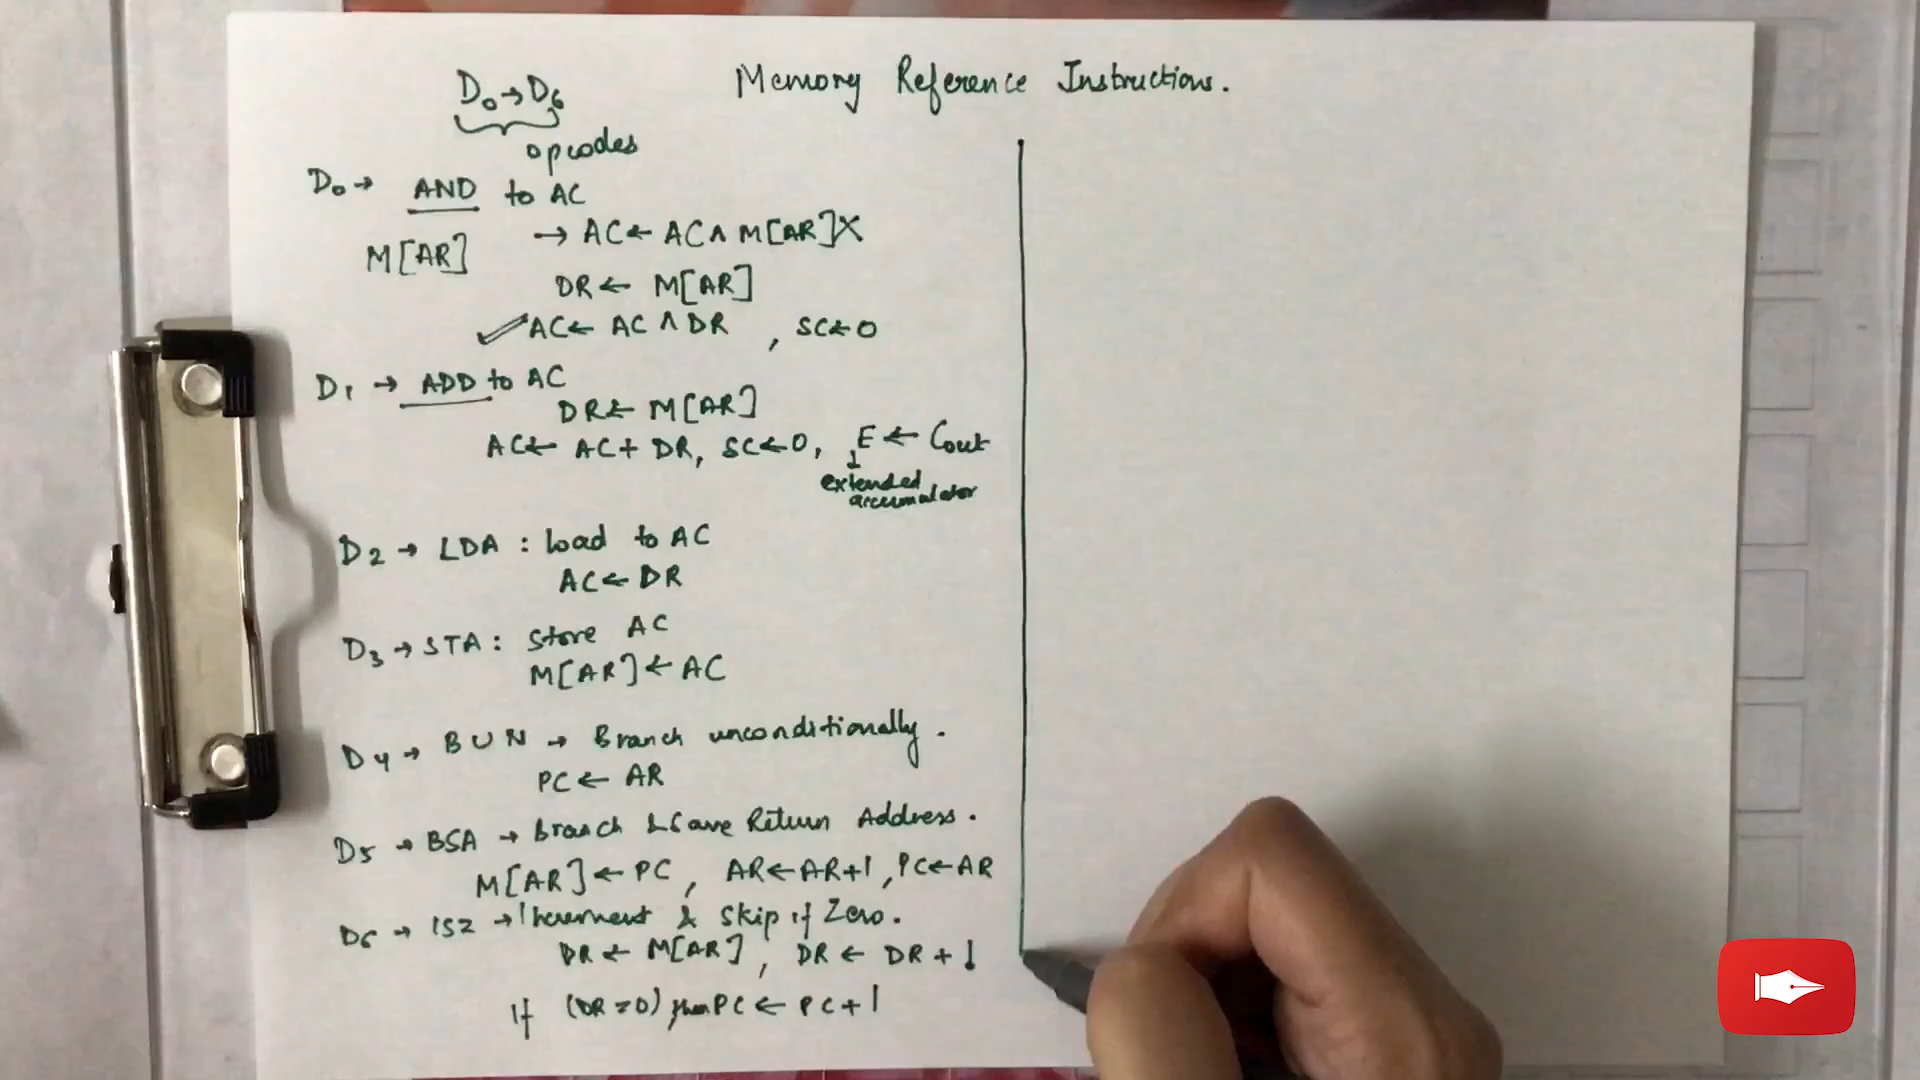 Memory Reference Instructions.
D0→D6
opcodes
D0→ AND to AC
M[AR] → AC← AC∧M[AR]X
DR← M[AR]
✓AC← AC∧DR , SC←0
D1→ ADD to AC
DR← M[AR]
AC← AC+ DR, SC←0, E← Cout
extended
accumulator
D2→ LDA : load to AC
AC← DR
D3→STA: Store AC
M[AR]←AC
D4→ BUN → Branch unconditionally.
PC← AR
D5→BSA → Branch & Save Return Address.
M[AR]←PC, AR←AR+1,PC←AR
D6→ ISZ →Increment & Skip if Zero.
DR← M[AR], DR← DR+1
If (DR=0) then PC← PC+1